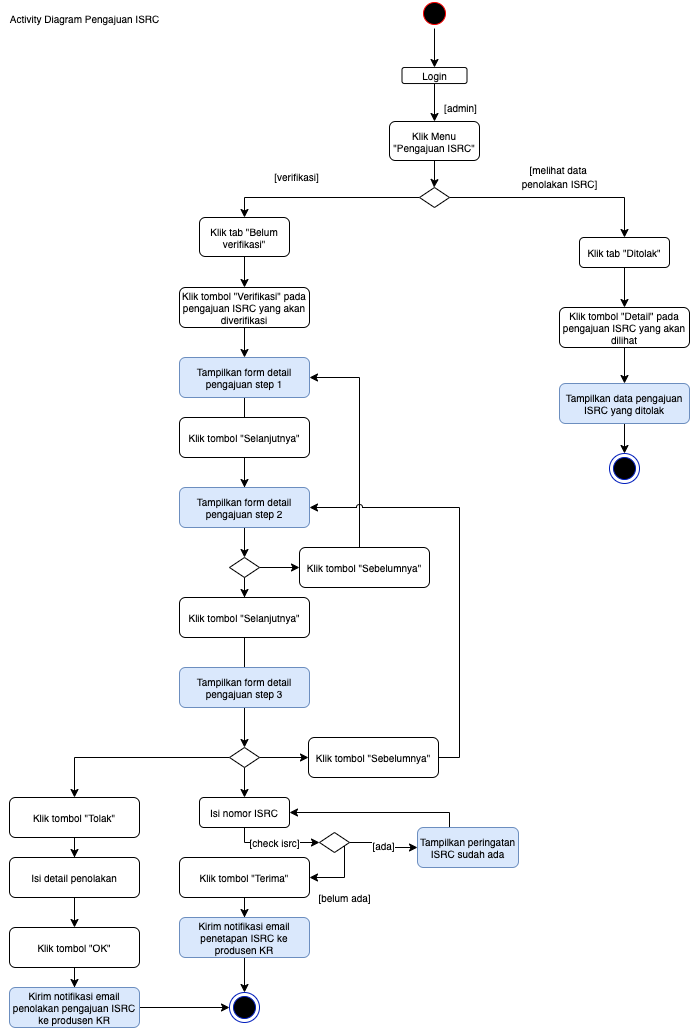 Activity Diagram Pengajuan ISRC
Login
[admin]
Klik Menu
"Pengajuan ISRC"
[verifikasi]
[melihat data
penolakan ISRC]
Klik tab "Belum
verifikasi"
Klik tab "Ditolak"
Klik tombol "Verifikasi" pada
pengajuan ISRC yang akan
diverifikasi
Klik tombol "Detail" pada
pengajuan ISRC yang akan
dilihat
Tampilkan form detail
pengajuan step 1
Tampilkan data pengajuan
ISRC yang ditolak
Klik tombol "Selanjutnya"
Tampilkan form detail
pengajuan step 2
Klik tombol "Sebelumnya"
Klik tombol "Selanjutnya"
Tampilkan form detail
pengajuan step 3
Klik tombol "Sebelumnya"
Klik tombol "Tolak"
Isi nomor ISRC
[check isrc]
[ada]
Tampilkan peringatan
ISRC sudah ada
Isi detail penolakan
Klik tombol "Terima"
[belum ada]
Klik tombol "OK"
Kirim notifikasi email
penetapan ISRC ke
produsen KR
Kirim notifikasi email
penolakan pengajuan ISRC
ke produsen KR